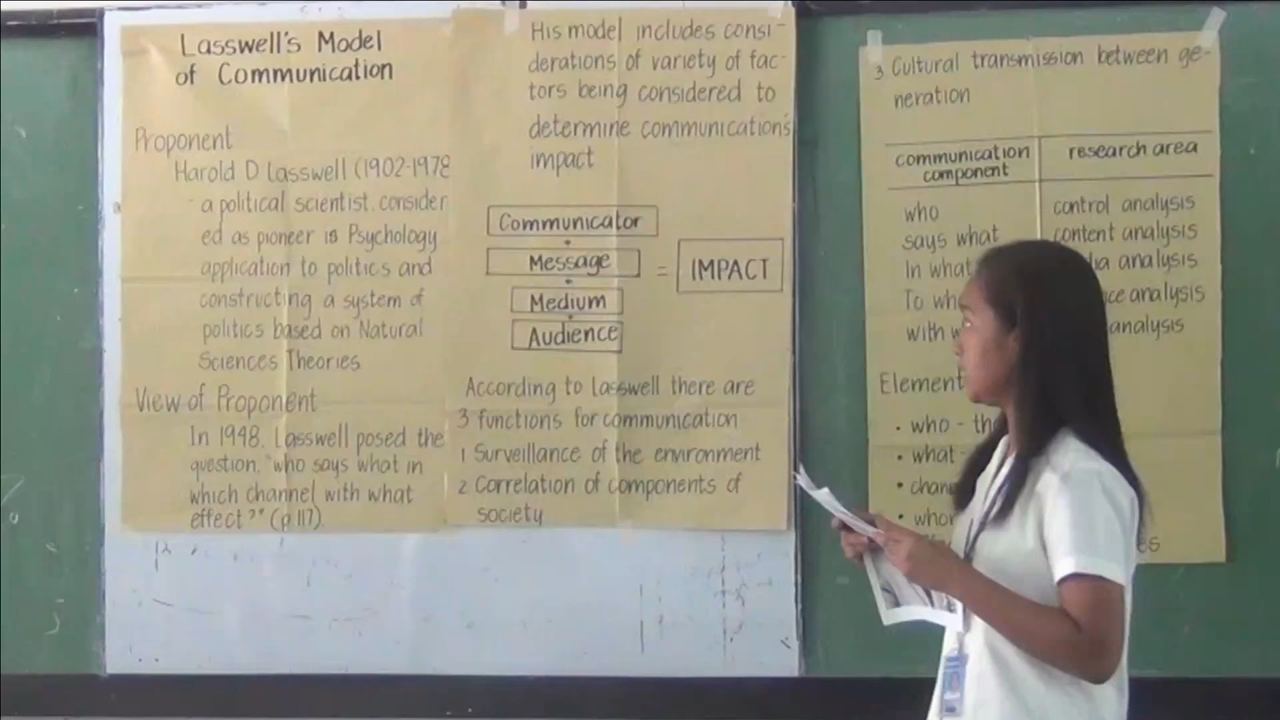 Lasswell's Model
of Communication
Proponent
Harold D Lasswell (1902-1978
- a political scientist. consider
ed as pioneer is Psychology
application to politics and
constructing a system of
politics based on Natural
Sciences Theories
View of Proponent
In 1948. Lasswell posed the
question, "who says what in
which channel with what
effect?" (p.117)
His model includes consi-
derations of variety of fac-
tors being considered to
determine communication's
impact
Communicator
Message
Medium
Audience
= IMPACT
According to Lasswell there are
3 functions for communication
1 Surveillance of the environment
2 Correlation of components of
society
3 Cultural transmission between ge-
neration
communication
component
research area
who
control analysis
says what
content analysis
In what
analysis
To
analysis
with
analysis
Element
• who -
• what -
•
•